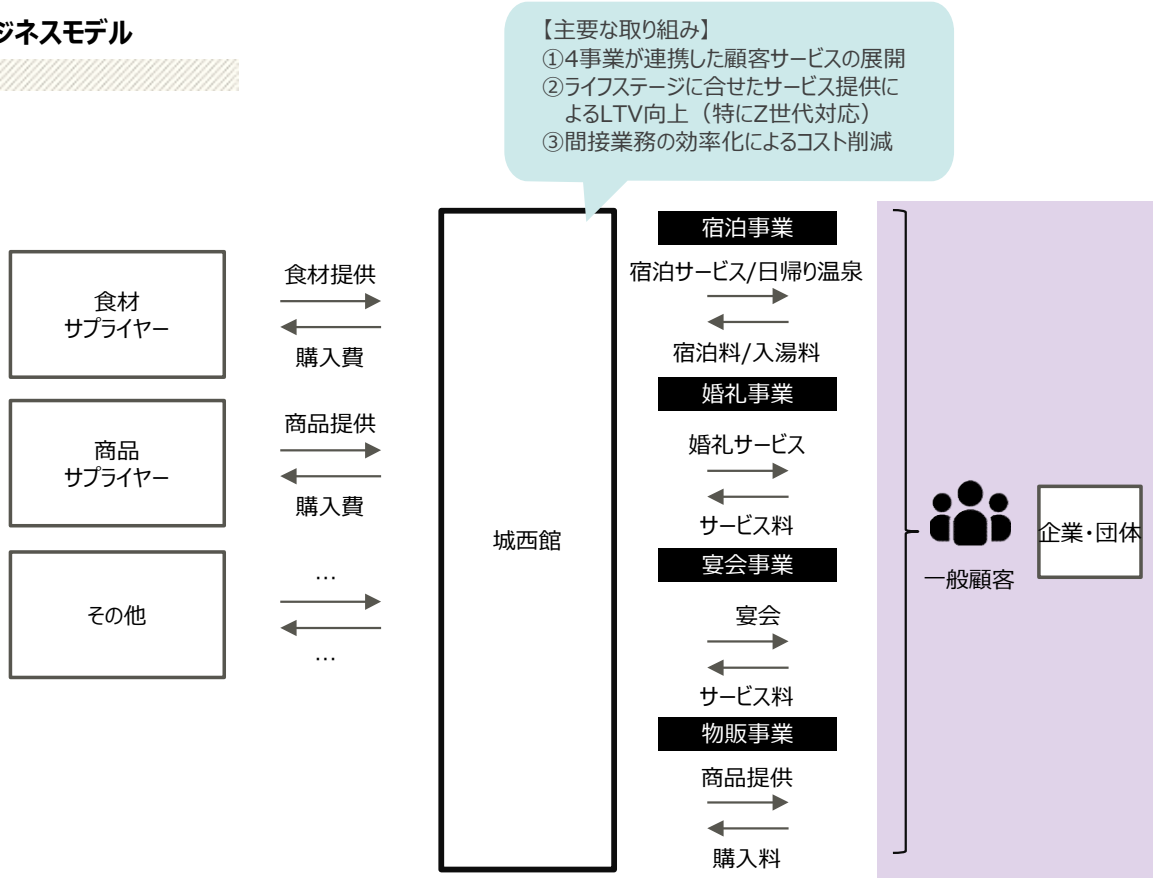 ジネスモデル
【主要な取り組み】
①4事業が連携した顧客サービスの展開
②ライフステージに合せたサービス提供に
よるLTV向上（特にZ世代対応）
③間接業務の効率化によるコスト削減
食材
サプライヤー
食材提供
購入費
商品
サプライヤー
商品提供
購入費
その他
…
…
城西館
宿泊事業
宿泊サービス/日帰り温泉
宿泊料/入湯料
婚礼事業
婚礼サービス
サービス料
宴会事業
宴会
サービス料
物販事業
商品提供
購入料
一般顧客
企業・団体